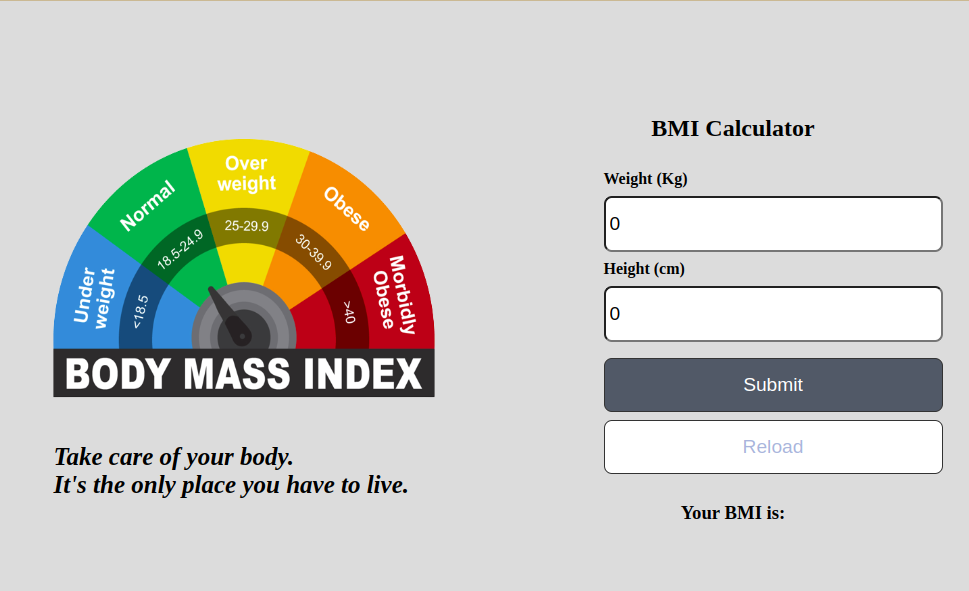 Under
weight
<18.5
Normal
18.5-24.9
Over
weight
25-29.9
Obese
30-39.9
Morbidly
Obese
>40
BODY MASS INDEX
Take care of your body.
It's the only place you have to live.
BMI Calculator
Weight (Kg)
0
Height (cm)
0
Submit
Reload
Your BMI is: